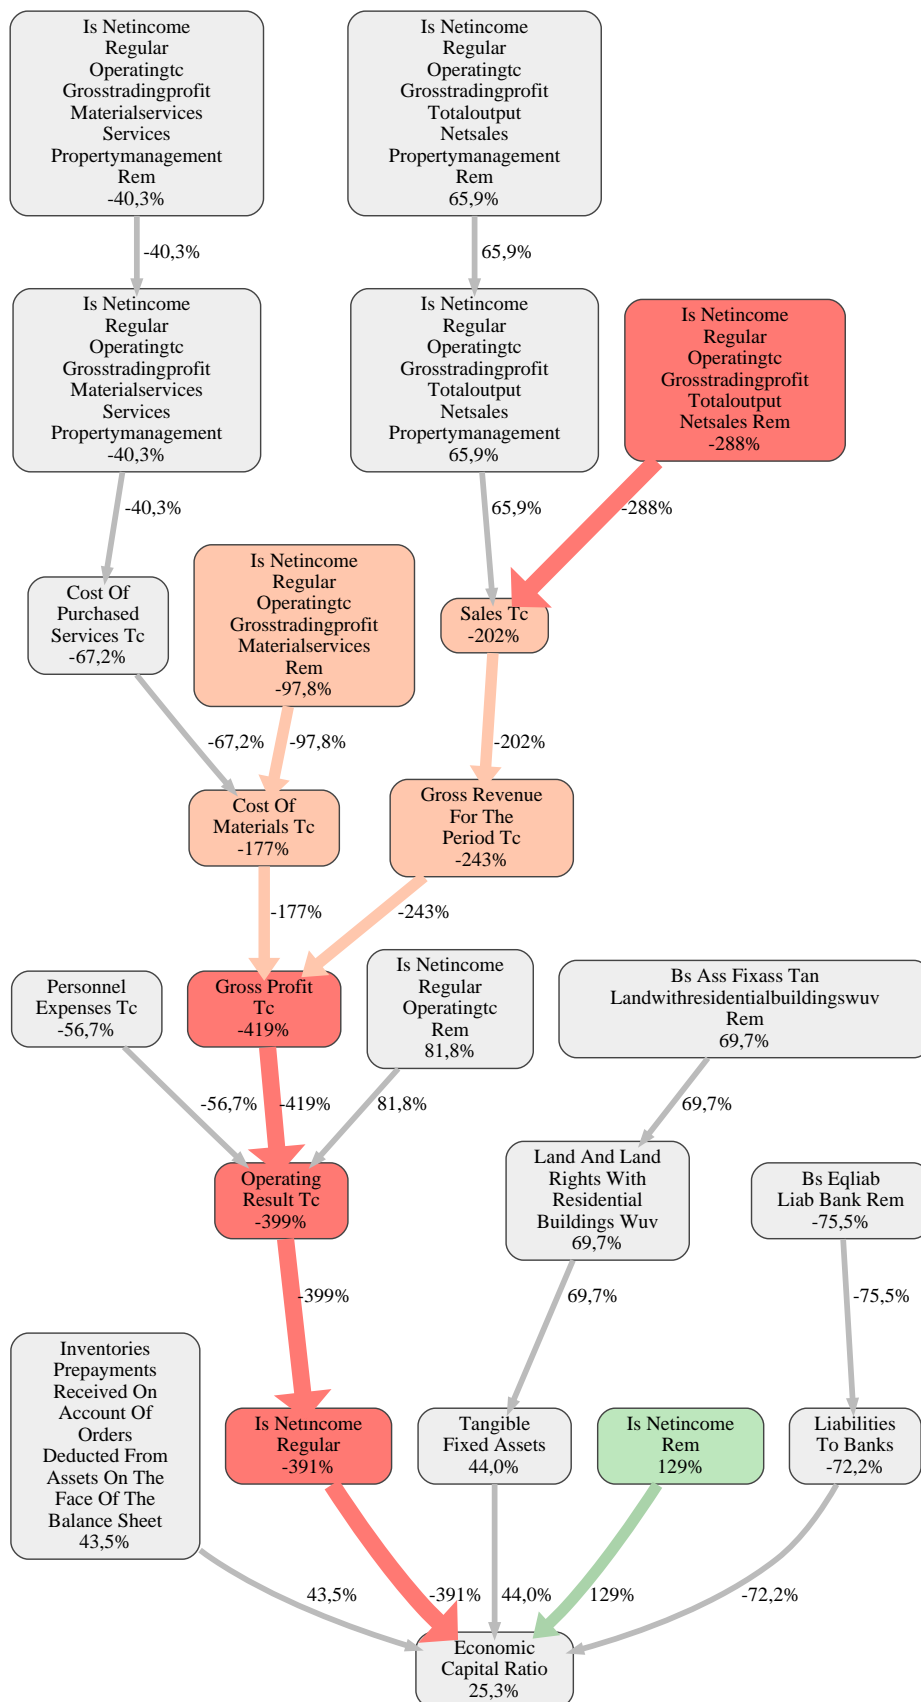 Is Netincome
Regular
Operatingtc
Grosstradingprofit
Materialservices
Services
Propertymanagement
Rem
-40,3%
Is Netincome
Regular
Operatingtc
Grosstradingprofit
Totaloutput
Netsales
Propertymanagement
Rem
65,9%
-40,3%
65,9%
Is Netincome
Regular
Operatingtc
Grosstradingprofit
Materialservices
Services
Propertymanagement
-40,3%
Is Netincome
Regular
Operatingtc
Grosstradingprofit
Totaloutput
Netsales
Propertymanagement
65,9%
Is Netincome
Regular
Operatingtc
Grosstradingprofit
Totaloutput
Netsales Rem
-288%
-40,3%
65,9%
-288%
Cost Of
Purchased
Services Tc
-67,2%
Is Netincome
Regular
Operatingtc
Grosstradingprofit
Materialservices
Rem
-97,8%
Sales Tc
-202%
-67,2%
-97,8%
-202%
Cost Of
Materials Tc
-177%
Gross Revenue
For The
Period Tc
-243%
-177%
-243%
Personnel
Expenses Tc
-56,7%
Gross Profit
Tc
-419%
Is Netincome
Regular
Operatingtc
Rem
81,8%
Bs Ass Fixass Tan
Landwithresidentialbuildingswuv
Rem
69,7%
-56,7%
-419%
81,8%
69,7%
Operating
Result Tc
-399%
Land And Land
Rights With
Residential
Buildings Wuv
69,7%
Bs Eqliab
Liab Bank Rem
-75,5%
-399%
69,7%
-75,5%
Inventories
Prepayments
Received On
Account Of
Orders
Deducted From
Assets On The
Face Of The
Balance Sheet
43,5%
Is Netincome
Regular
-391%
Tangible
Fixed Assets
44,0%
Is Netincome
Rem
129%
Liabilities
To Banks
-72,2%
43,5%
-391%
44,0%
129%
-72,2%
Economic
Capital Ratio
25,3%